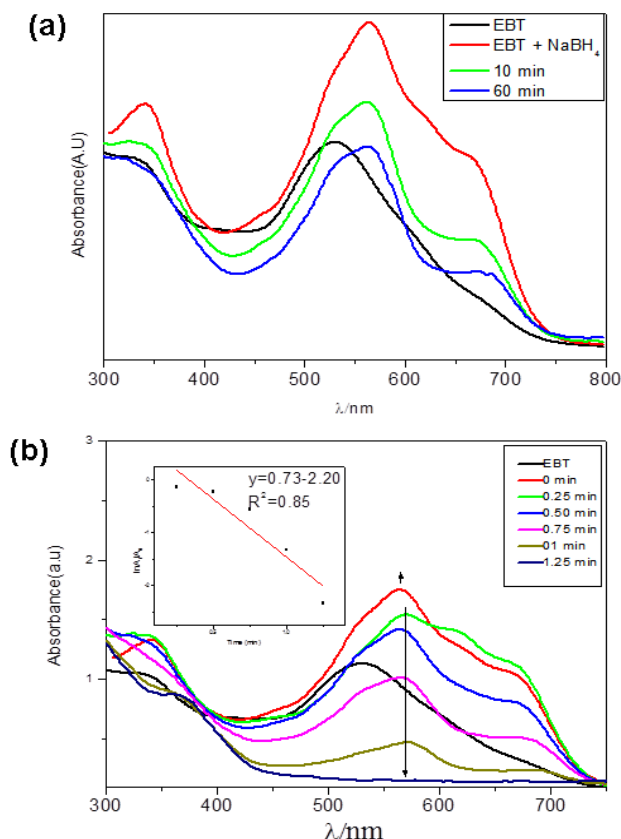 (a)
EBT
EBT + NaBH4
10 min
60 min
Absorbance(A.U)
300 400 500 600 700 800
λ/nm
(b)
3
2
1
EBT
0 min
0.25 min
0.50 min
0.75 min
01 min
1.25 min
y=0.73-2.20
R²=0.85
Time (min)
Absorbance(a.u)
300 400 500 600 700
λ/nm